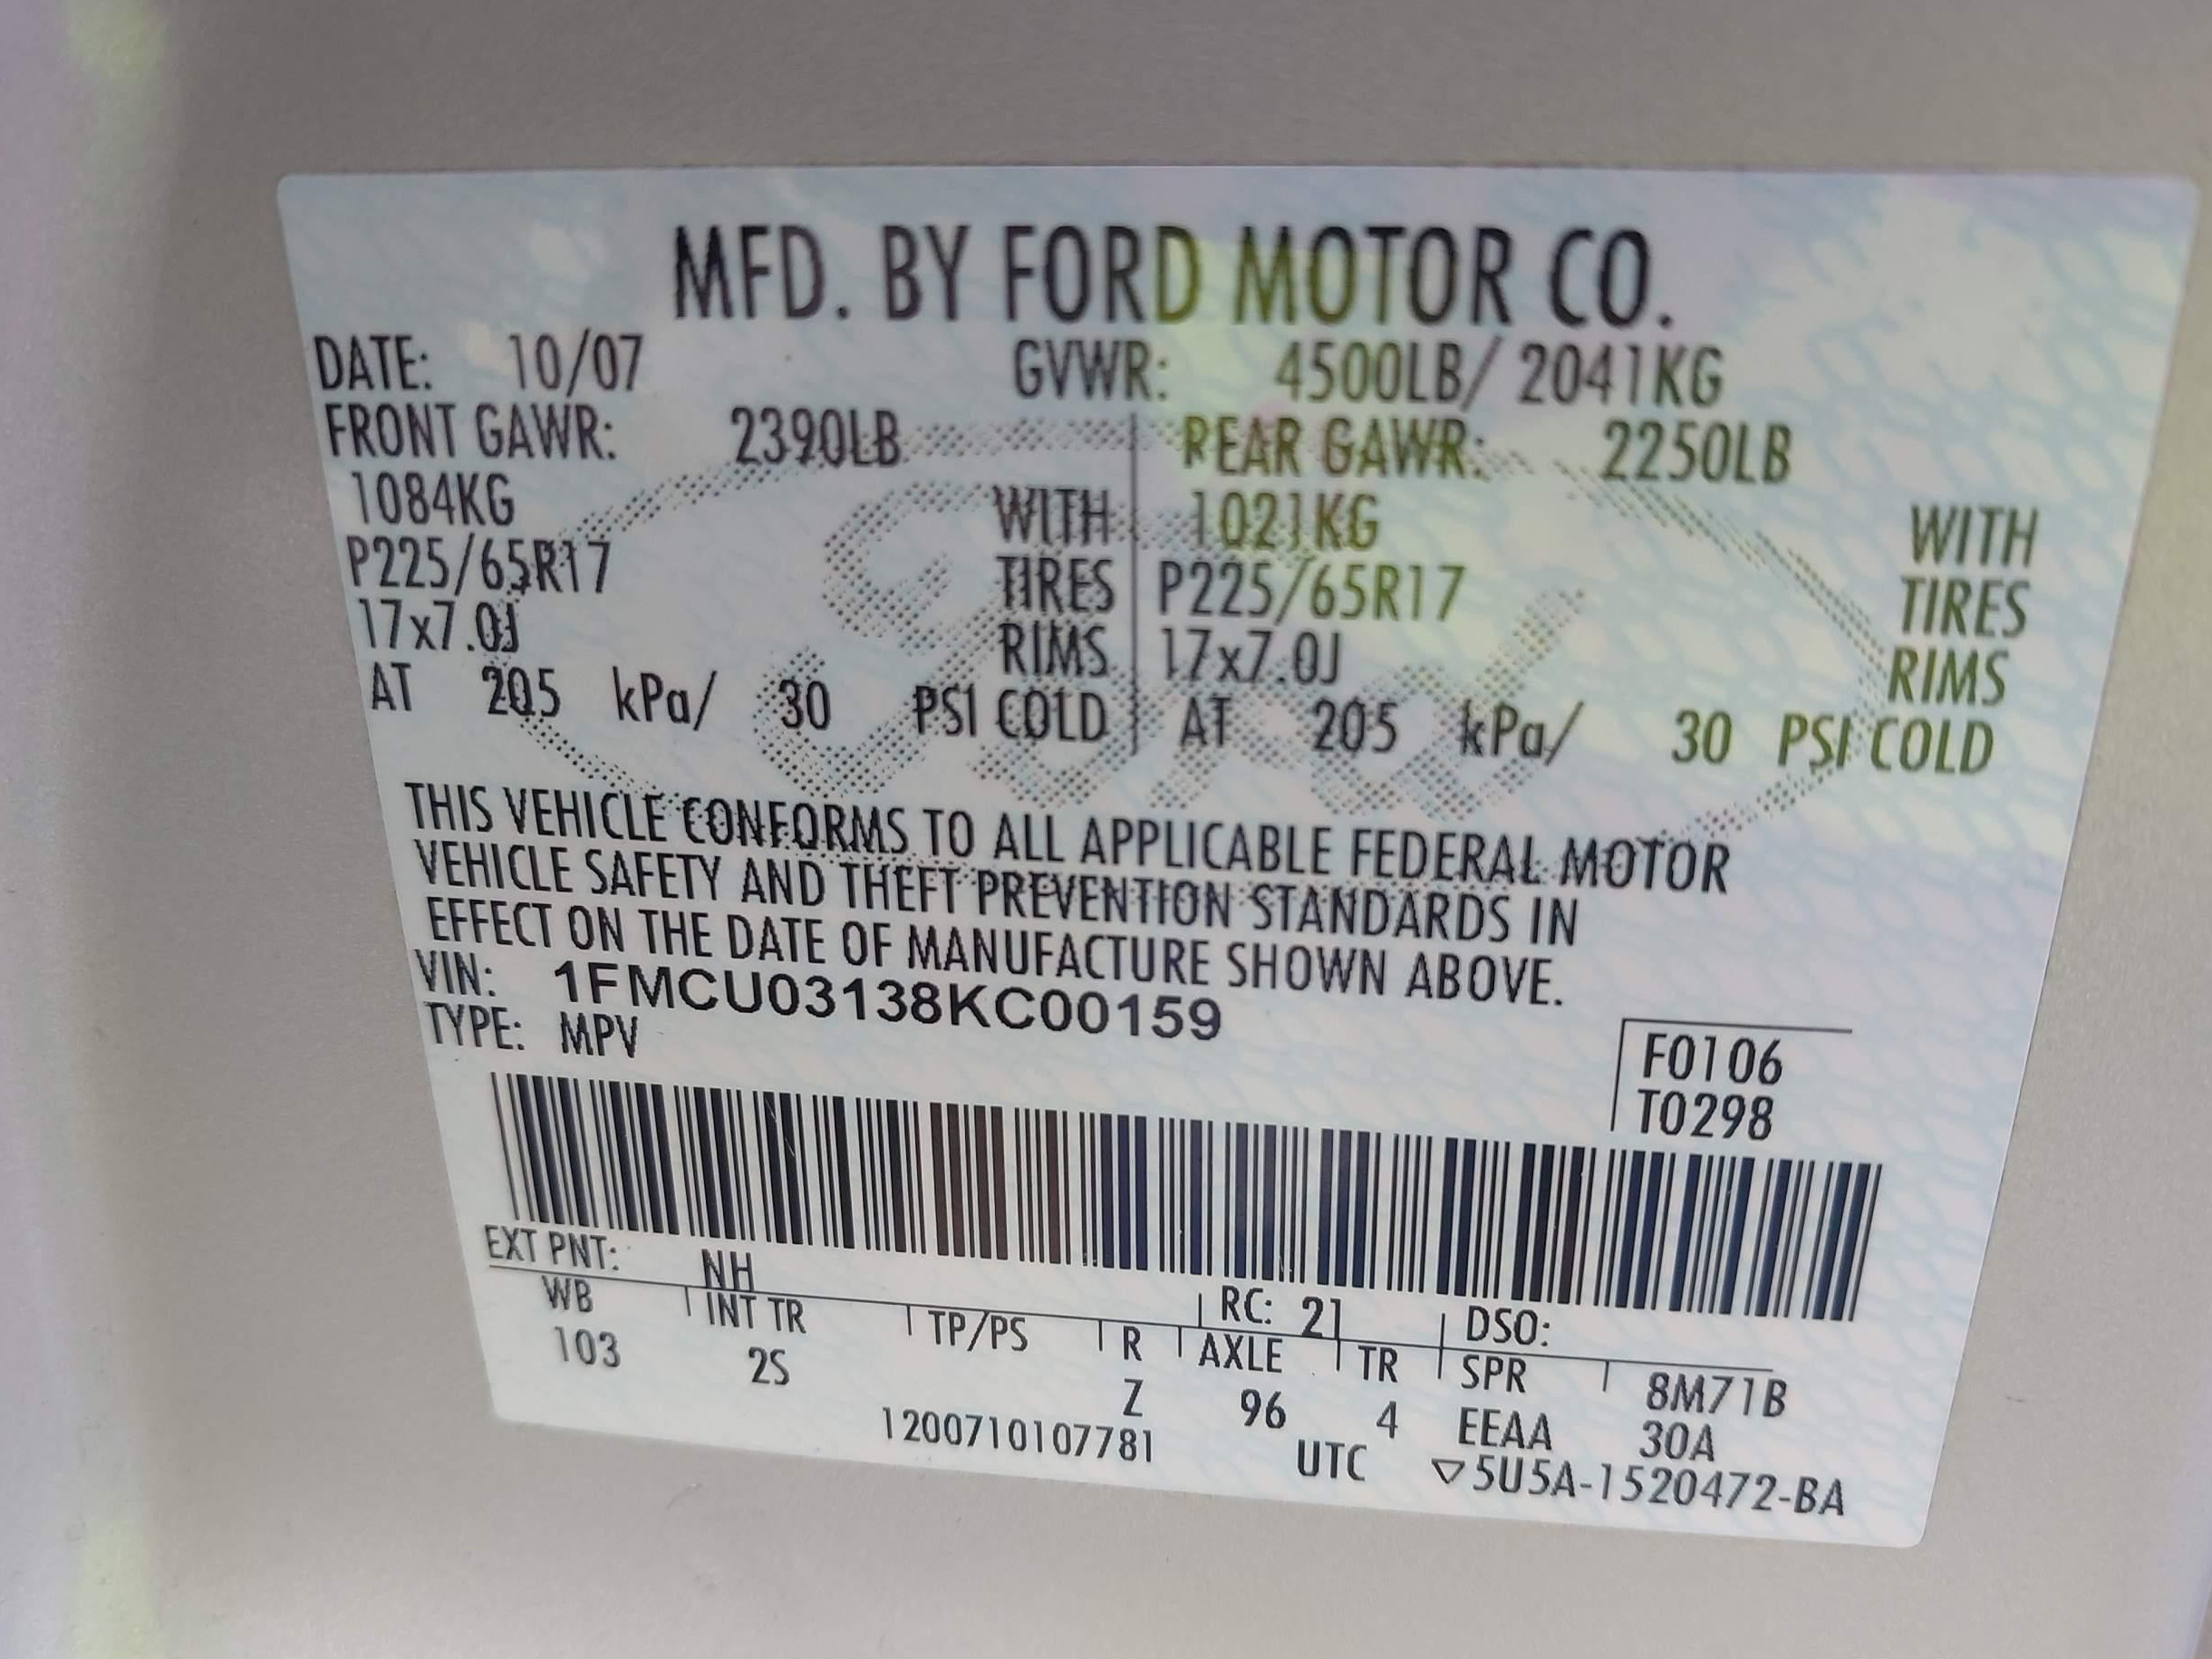 MFD. BY FORD MOTOR CO.
DATE: 10/07 GVWR: 4500LB/ 2041KG
FRONT GAWR: 2390LB REAR GAWR: 2250LB
1084KG WITH 1021KG WITH
P225/65R17 TIRES P225/65R17 TIRES
17x7.0J RIMS 17x7.0J RIMS
AT 205 kPa/ 30 PSI COLD AT 205 kPa/ 30 PSI COLD
THIS VEHICLE CONFORMS TO ALL APPLICABLE FEDERAL MOTOR
VEHICLE SAFETY AND THEFT PREVENTION STANDARDS IN
EFFECT ON THE DATE OF MANUFACTURE SHOWN ABOVE.
VIN: 1FMCU03138KC00159
TYPE: MPV
F0106
T0298
EXT PNT: NH RC: 21 DSO:
WB INT TR TP/PS R AXLE TR SPR 8M71B
103 2S Z 96 4 EEAA 30A
1200710107781 UTC ▽5U5A-1520472-BA
Ford